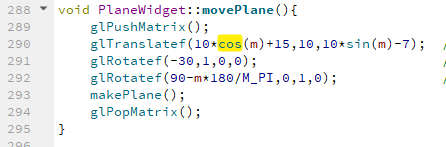 288 void PlaneWidget::movePlane(){
289 glPushMatrix();
290 glTranslatef(10*cos(m)+15,10,10*sin(m)-7); /
291 glRotatef(-30,1,0,0); /
292 glRotatef(90-m*180/M_PI,0,1,0); /
293 makePlane();
294 glPopMatrix();
295 }